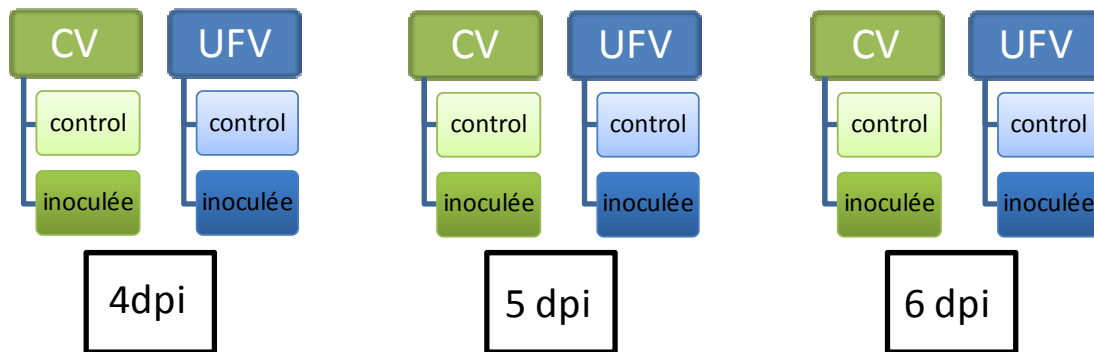 CV UFV
control control
inoculée inoculée
4dpi
CV UFV
control control
inoculée inoculée
5 dpi
CV UFV
control control
inoculée inoculée
6 dpi